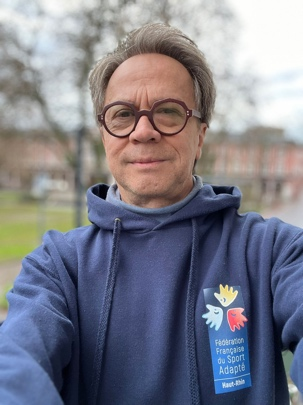 Fédération
Française
du Sport
Adapté
Haut-Rhin